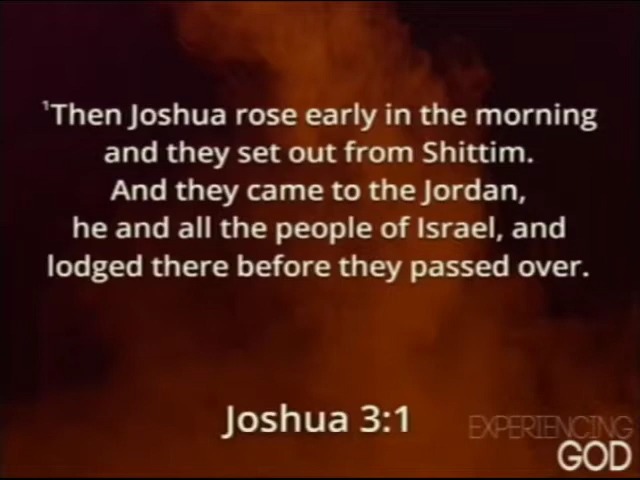 ¹Then Joshua rose early in the morning
and they set out from Shittim.
And they came to the Jordan,
he and all the people of Israel, and
lodged there before they passed over.
Joshua 3:1
EXPERIENCING
GOD